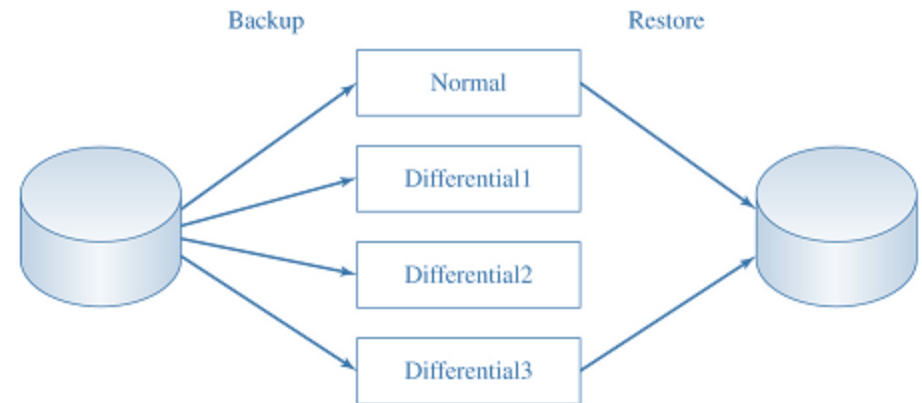 Backup
Restore
Normal
Differential1
Differential2
Differential3